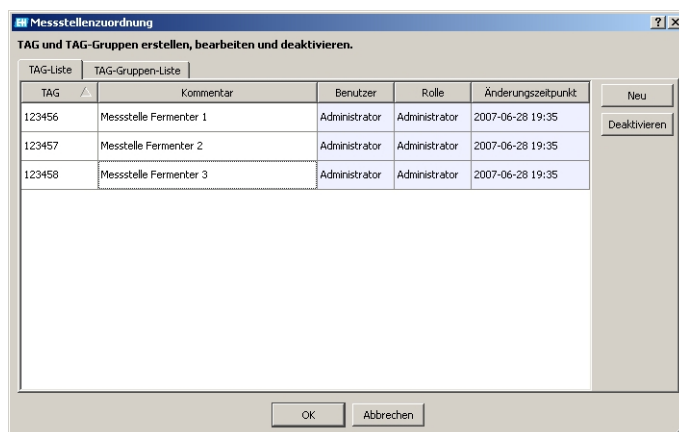 EH Messstellenzuordnung
TAG und TAG-Gruppen erstellen, bearbeiten und deaktivieren.
TAG-Liste TAG-Gruppen-Liste
TAG Kommentar Benutzer Rolle Änderungszeitpunkt
Neu
123456 Messstelle Fermenter 1 Administrator Administrator 2007-06-28 19:35
Deaktivieren
123457 Messtelle Fermenter 2 Administrator Administrator 2007-06-28 19:35
123458 Messstelle Fermenter 3 Administrator Administrator 2007-06-28 19:35
OK Abbrechen